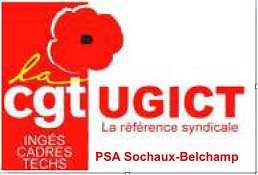 la
cgt UGICT
La référence syndicale
INGÉS
CADRES
TECHS
PSA Sochaux-Belchamp